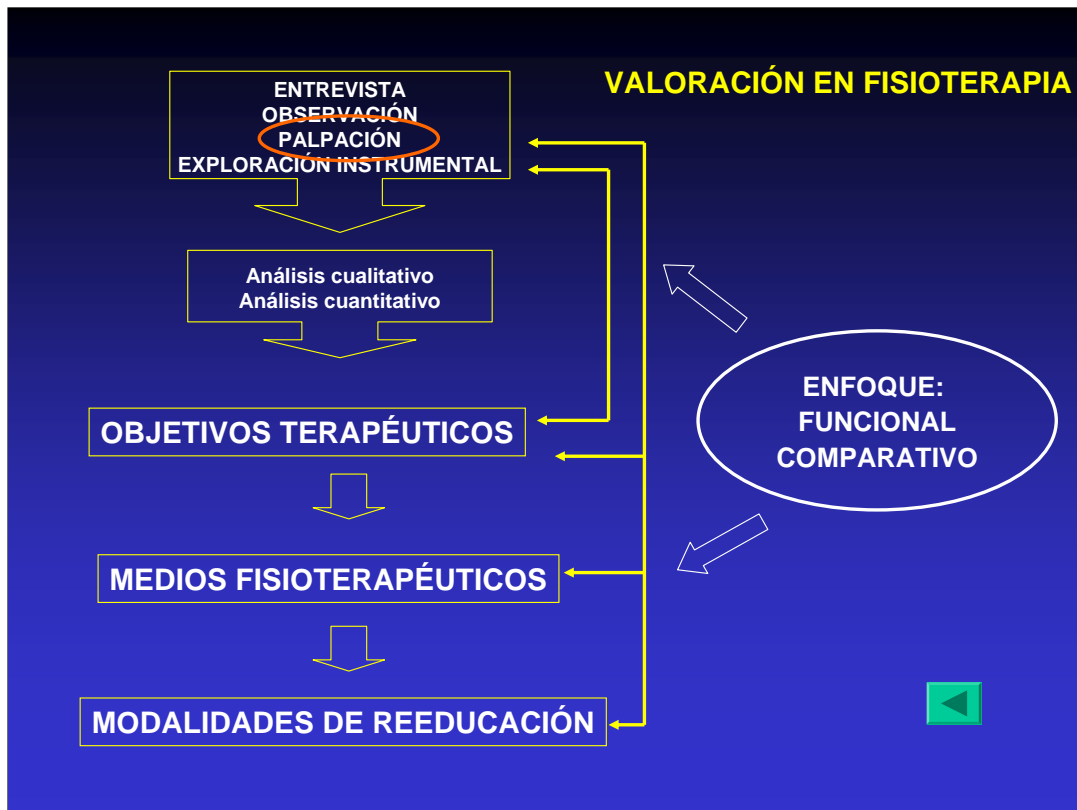 VALORACIÓN EN FISIOTERAPIA
ENTREVISTA
OBSERVACIÓN
PALPACIÓN
EXPLORACIÓN INSTRUMENTAL
Análisis cualitativo
Análisis cuantitativo
OBJETIVOS TERAPÉUTICOS
MEDIOS FISIOTERAPÉUTICOS
MODALIDADES DE REEDUCACIÓN
ENFOQUE:
FUNCIONAL
COMPARATIVO